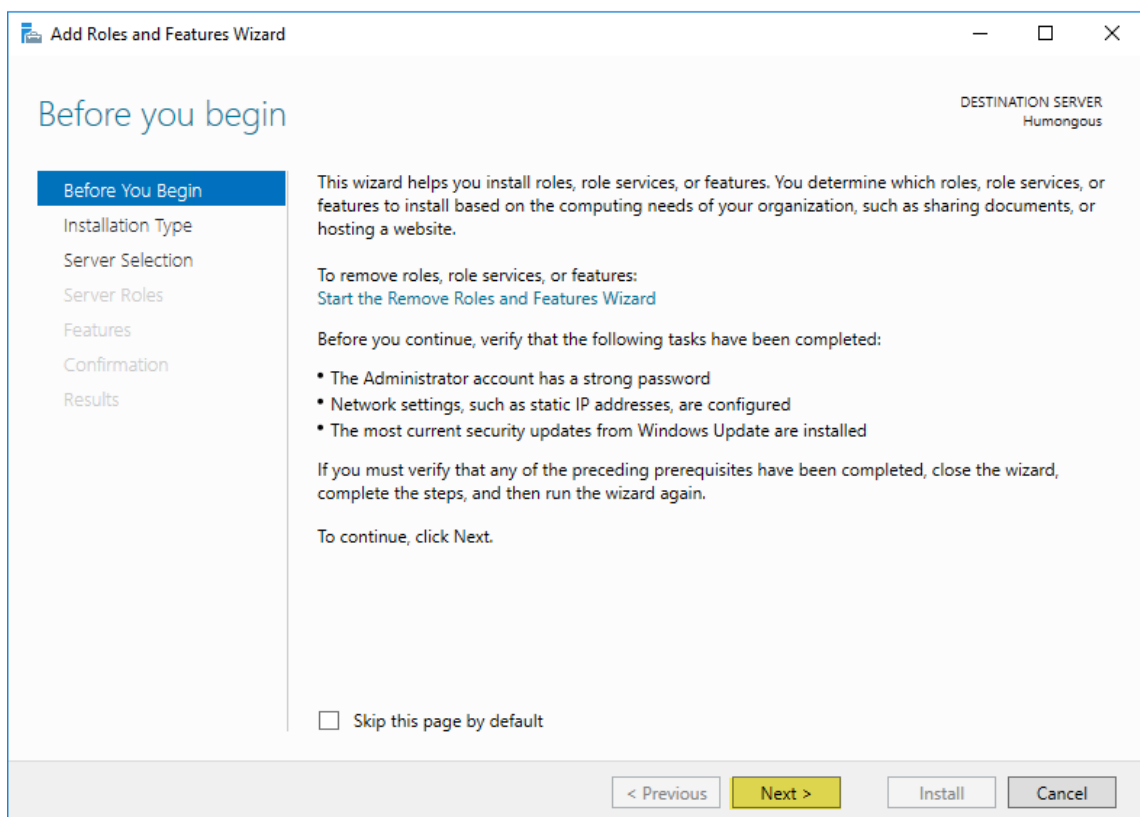 Add Roles and Features Wizard
Before you begin
DESTINATION SERVER
Humongous
Before You Begin
Installation Type
Server Selection
Server Roles
Features
Confirmation
Results
This wizard helps you install roles, role services, or features. You determine which roles, role services, or
features to install based on the computing needs of your organization, such as sharing documents, or
hosting a website.
To remove roles, role services, or features:
Start the Remove Roles and Features Wizard
Before you continue, verify that the following tasks have been completed:
• The Administrator account has a strong password
• Network settings, such as static IP addresses, are configured
• The most current security updates from Windows Update are installed
If you must verify that any of the preceding prerequisites have been completed, close the wizard,
complete the steps, and then run the wizard again.
To continue, click Next.
Skip this page by default
< Previous
Next >
Install
Cancel